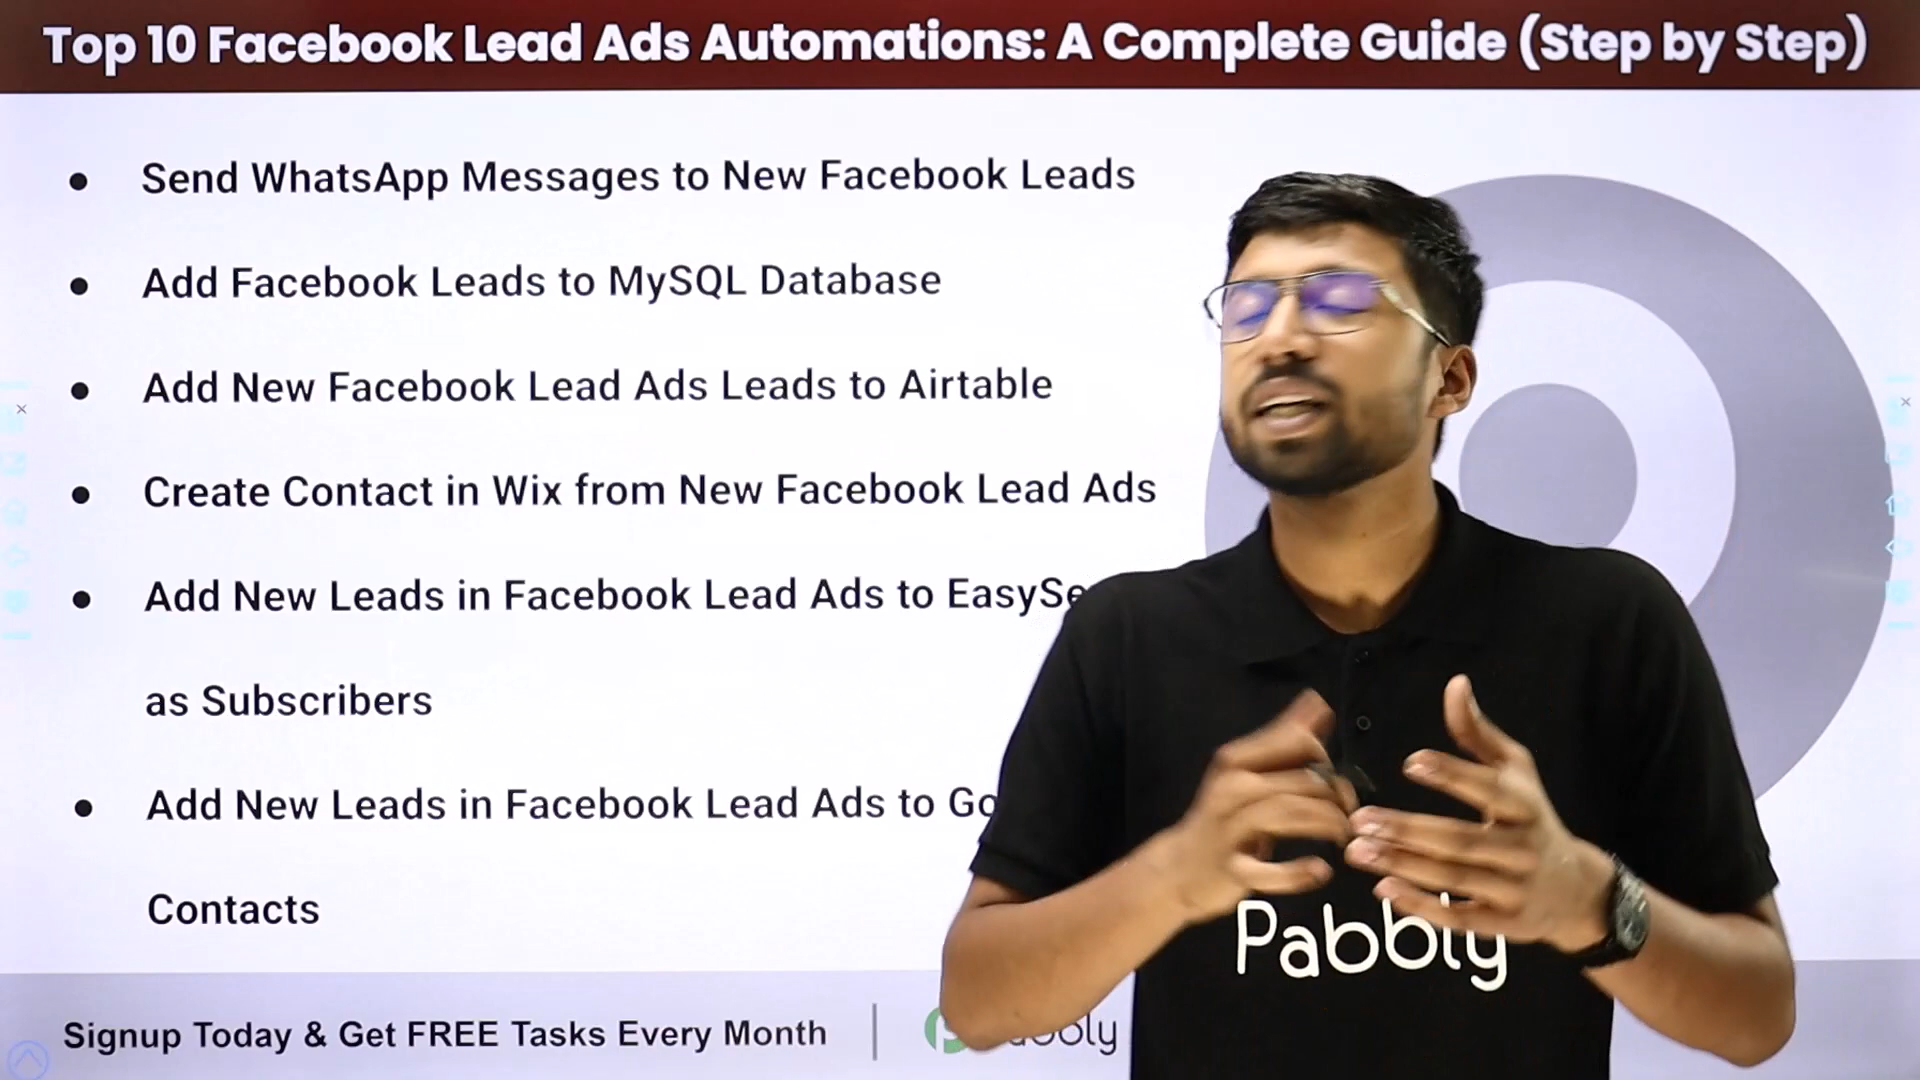 Top 10 Facebook Lead Ads Automations: A Complete Guide (Step by Step)
● Send WhatsApp Messages to New Facebook Leads
● Add Facebook Leads to MySQL Database
● Add New Facebook Lead Ads Leads to Airtable
● Create Contact in Wix from New Facebook Lead Ads
● Add New Leads in Facebook Lead Ads to
as Subscribers
● Add New Leads in Facebook Lead Ads to
Contacts
Pabbly
Signup Today & Get FREE Tasks Every Month